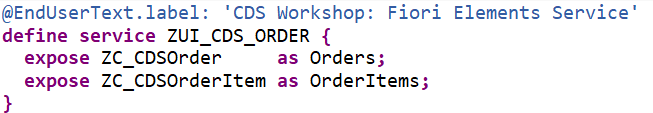 @EndUserText.label: 'CDS Workshop: Fiori Elements Service'
define service ZUI_CDS_ORDER {
  expose ZC_CDSOrder     as Orders;
  expose ZC_CDSOrderItem as OrderItems;
}